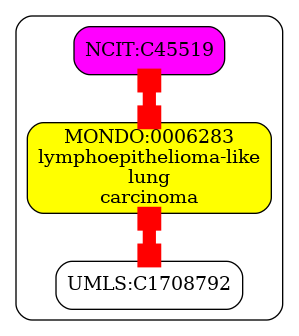 NCIT:C45519
MONDO:0006283
lymphoepithelioma-like
lung
carcinoma
UMLS:C1708792